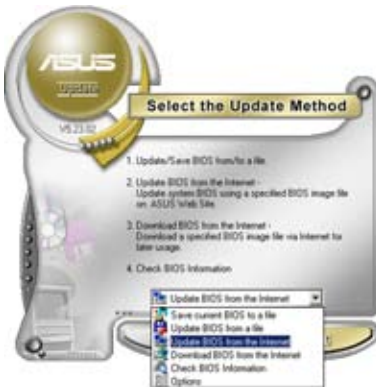 ASUS
Update
V5.23.02
Select the Update Method
1. Update/Save BIOS from/to a file
2. Update BIOS from the Internet -
Update system BIOS using a specified BIOS image file
on ASUS Web Site.
3. Download BIOS from the Internet -
Download a specified BIOS image file via Internet for
later usage.
4. Check BIOS Information
Update BIOS from the Internet
Save current BIOS to a file
Update BIOS from a file
Update BIOS from the Internet
Download BIOS from the Internet
Check BIOS Information
Options